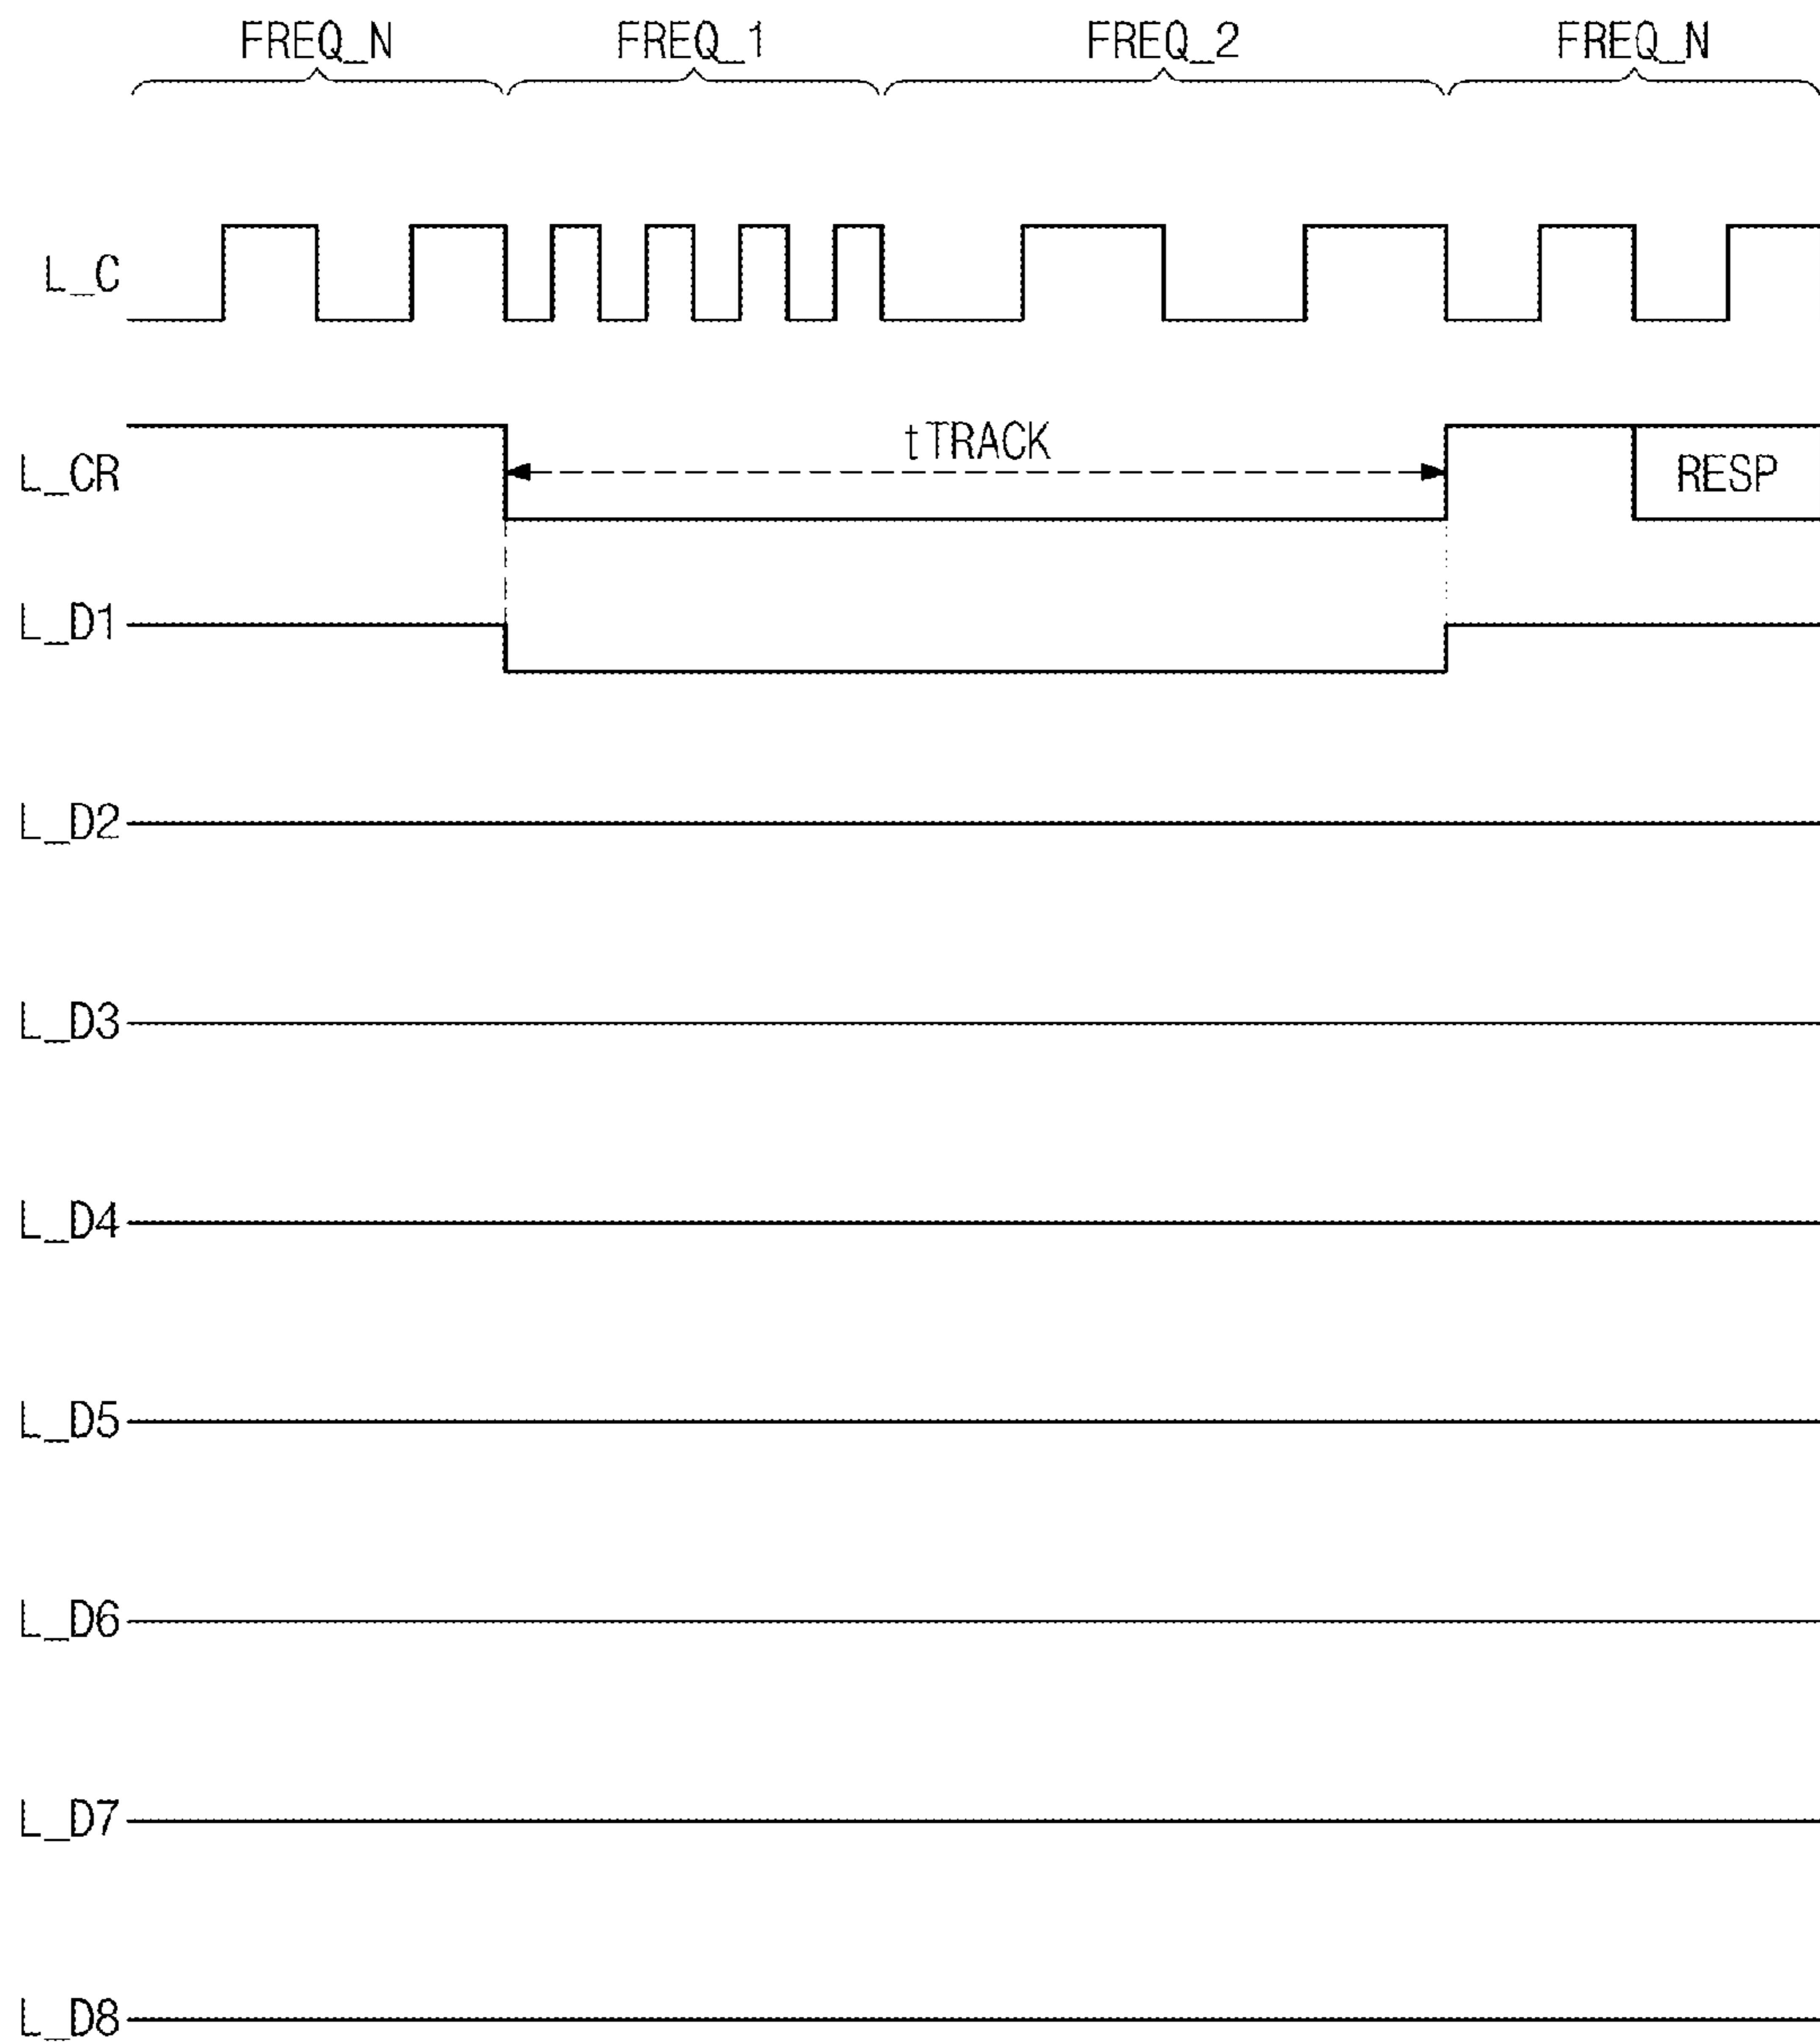 FREQ_N FREQ_1 FREQ_2 FREQ_N
L_C
L_CR tTRACK RESP
L_D1
L_D2
L_D3
L_D4
L_D5
L_D6
L_D7
L_D8